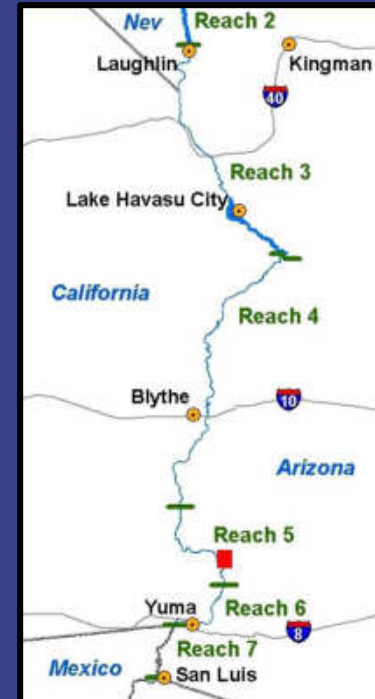 Nev
Reach 2
Laughlin
Kingman
40
Reach 3
Lake Havasu City
California
Reach 4
Blythe
10
Arizona
Reach 5
Yuma
Reach 6
8
Reach 7
Mexico
San Luis